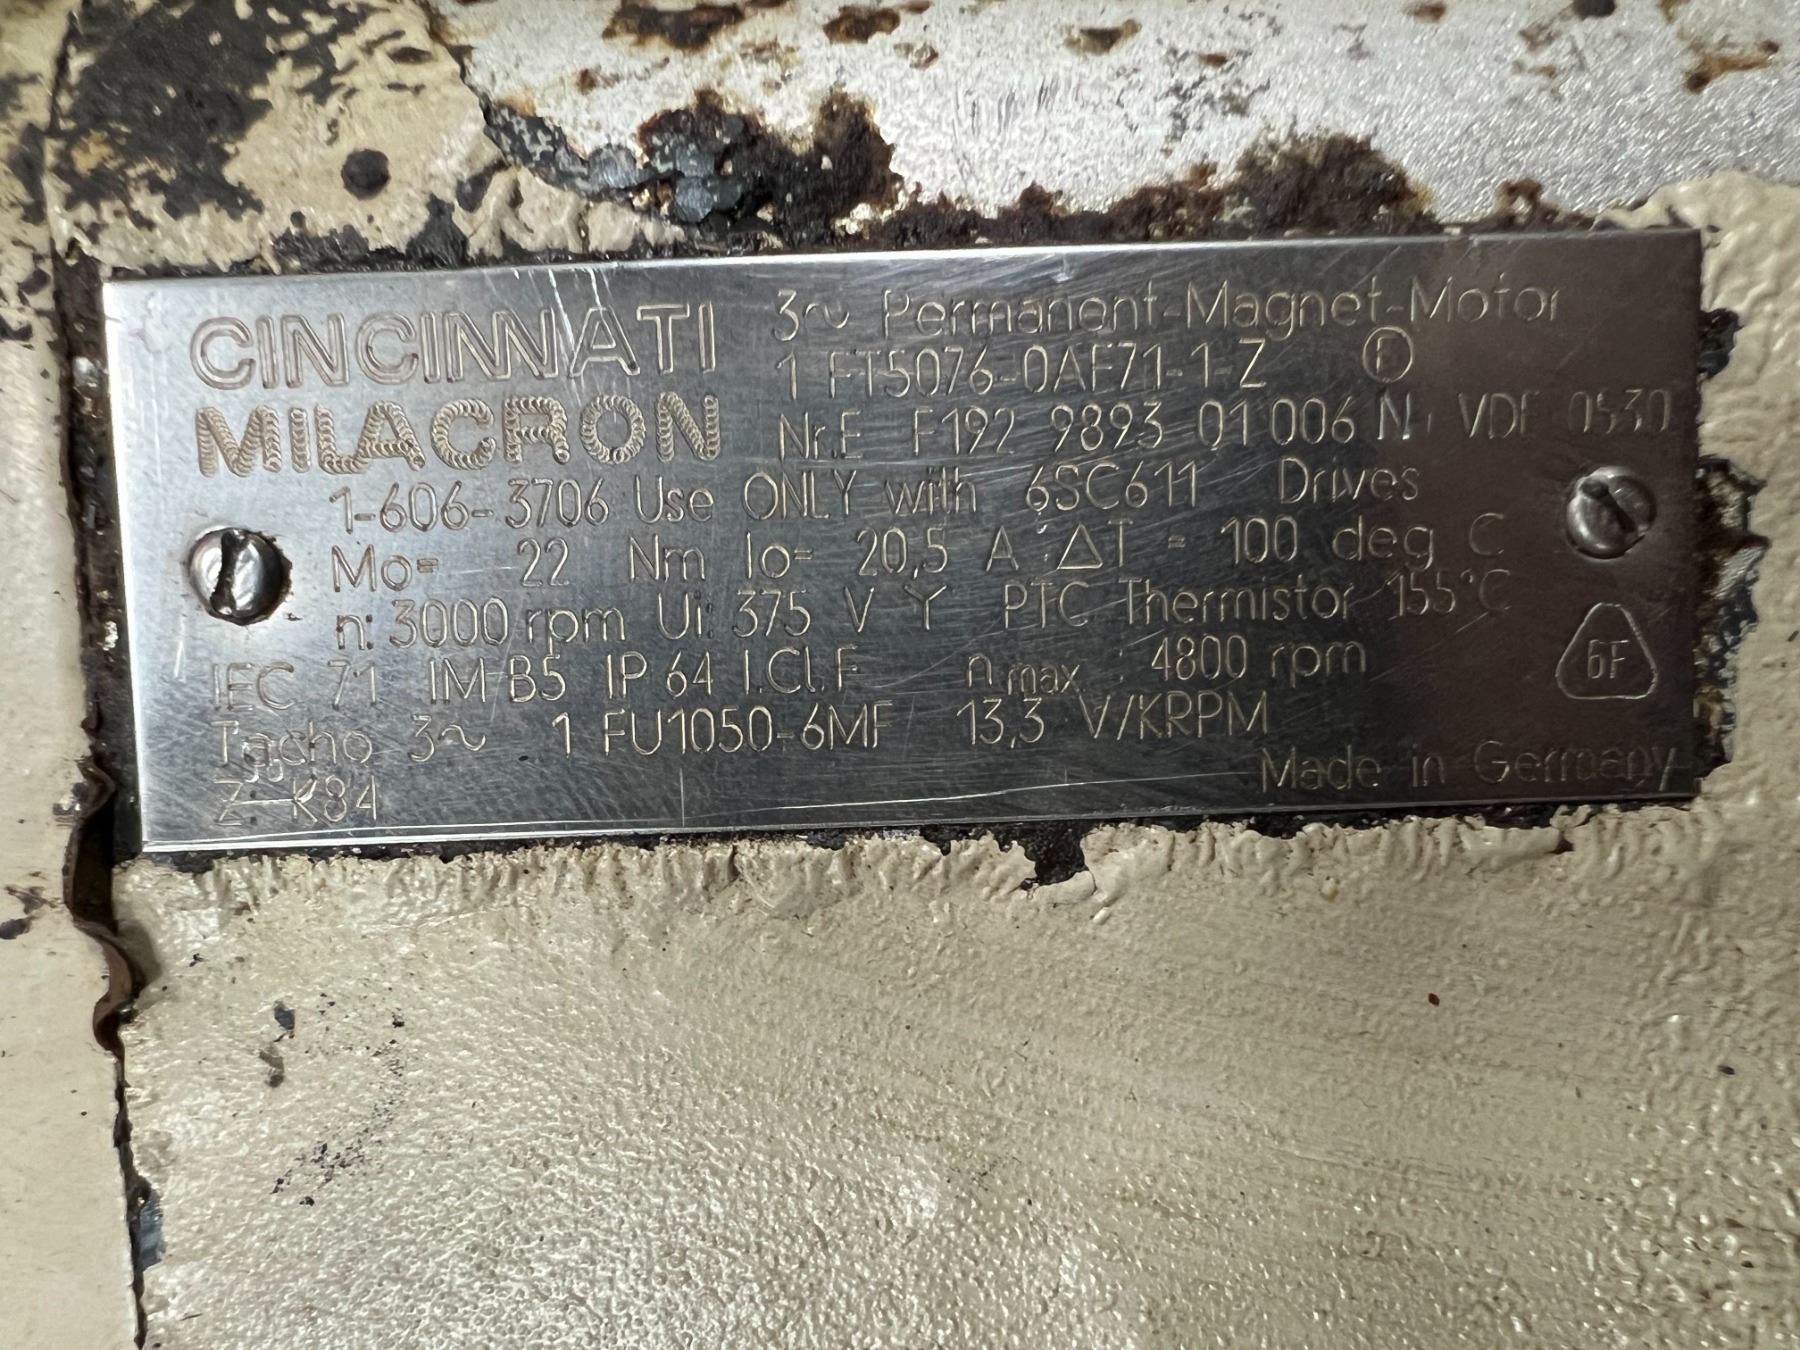 CINCINNATI
MILACRON
3~ Permanent-Magnet-Motor
1 FT5076-0AF71-1-Z
Nr.E F192 9893 01 006 N VDE 0530
1-606-3706 Use ONLY with 6SC611 Drives
Mo= 22 Nm Io= 20,5 A ΔT = 100 deg C
n: 3000 rpm Ui: 375 V Y PTC Thermistor 155°C
IEC 71 IM B5 IP 64 I.Cl.F nmax 4800 rpm
6F
Tacho 3~ 1 FU1050-6MF 13,3 V/KRPM
Z: K84
Made in Germany